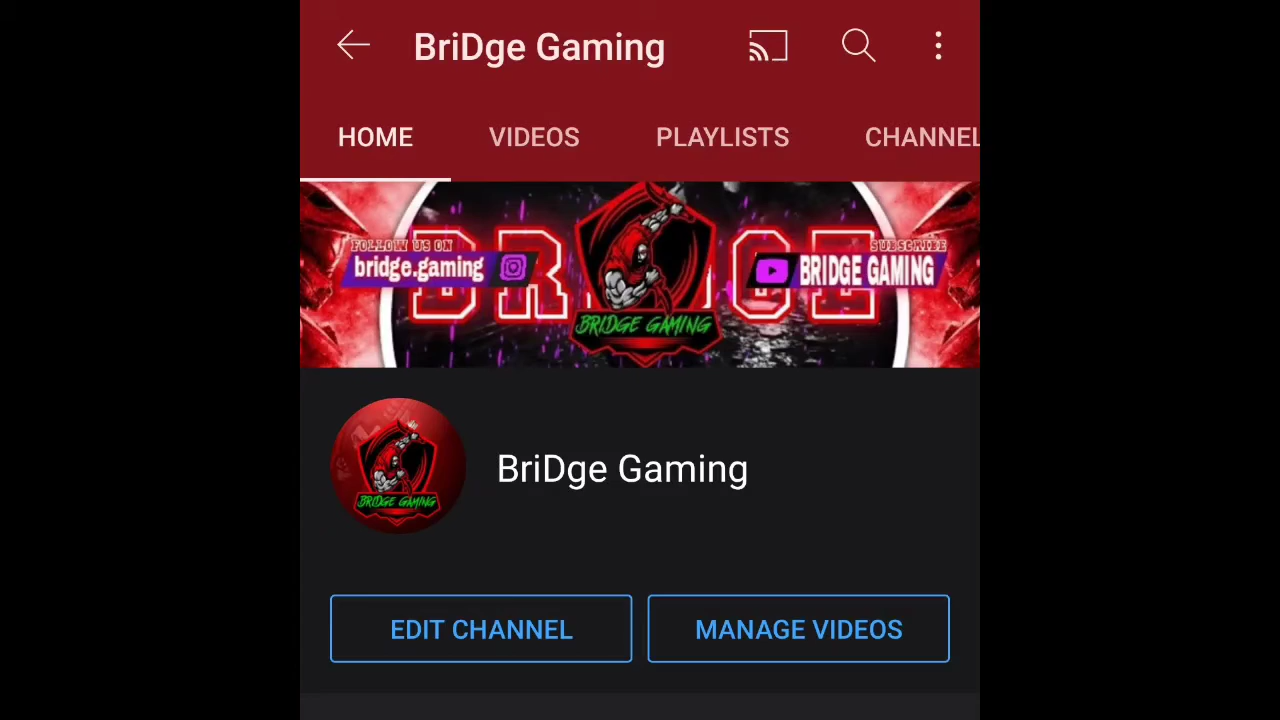 BriDge Gaming
HOME VIDEOS PLAYLISTS CHANNEL
FOLLOW US ON
bridge.gaming
SUBSCRIBE
BRIDGE GAMING
BRIDGE GAMING
BriDge Gaming
BRIDGE GAMING
EDIT CHANNEL MANAGE VIDEOS